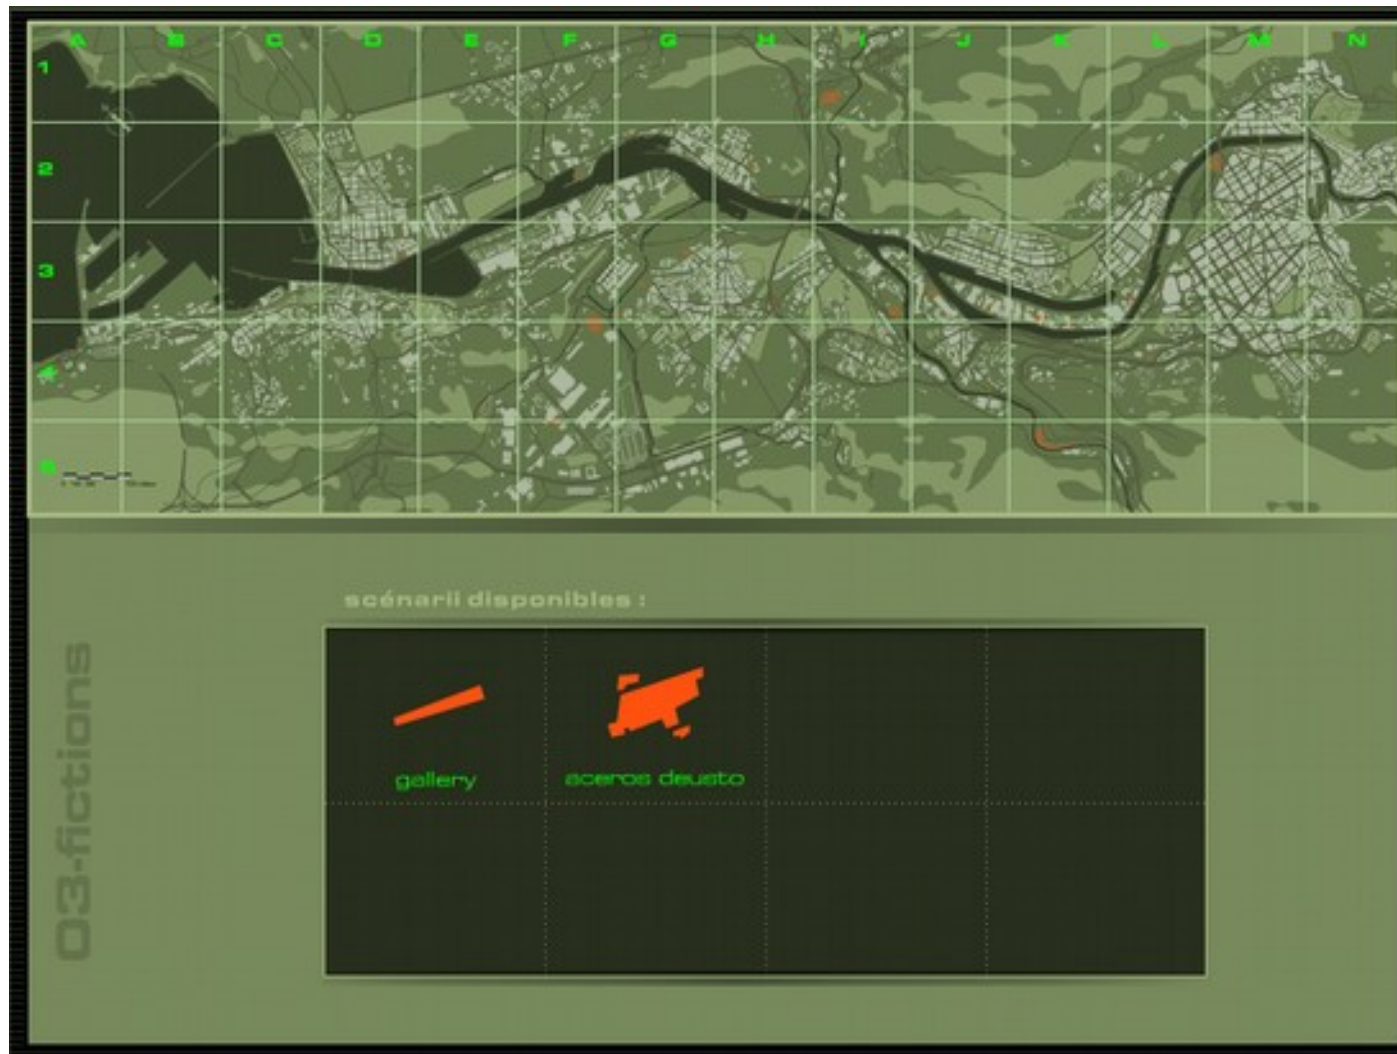 A B C D E F G H I J K L M N
1
2
3
4
5
scénarii disponibles :
gallery
aceros deusto
03-fictions